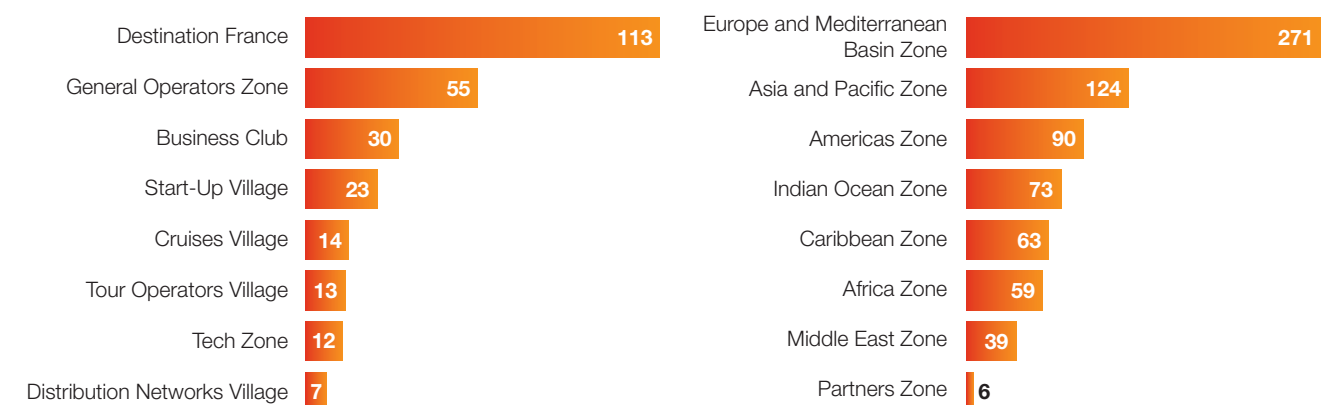 Destination France 113
General Operators Zone 55
Business Club 30
Start-Up Village 23
Cruises Village 14
Tour Operators Village 13
Tech Zone 12
Distribution Networks Village 7
Europe and Mediterranean
Basin Zone 271
Asia and Pacific Zone 124
Americas Zone 90
Indian Ocean Zone 73
Caribbean Zone 63
Africa Zone 59
Middle East Zone 39
Partners Zone 6